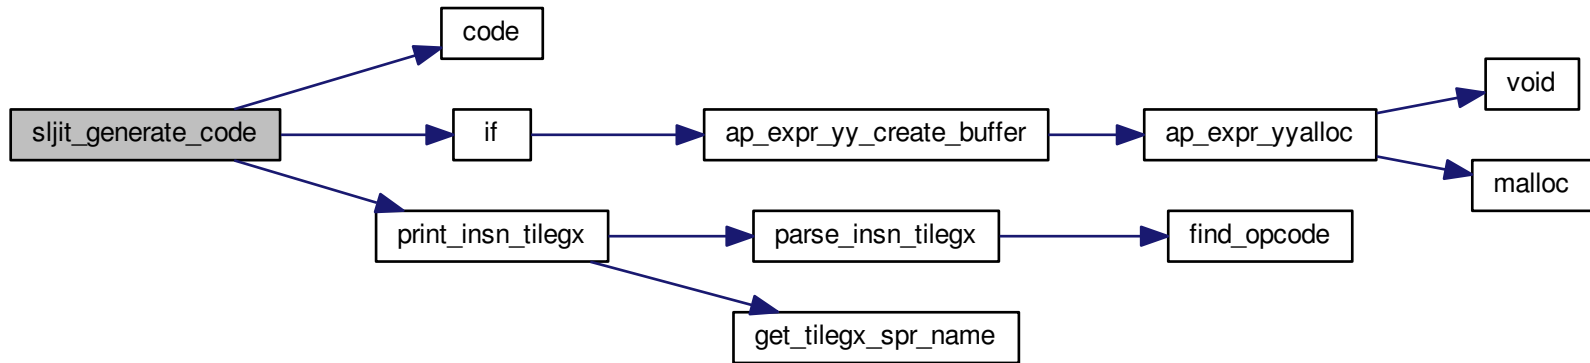 code
void
sljit_generate_code
if
ap_expr_yy_create_buffer
ap_expr_yyalloc
malloc
print_insn_tilegx
parse_insn_tilegx
find_opcode
get_tilegx_spr_name